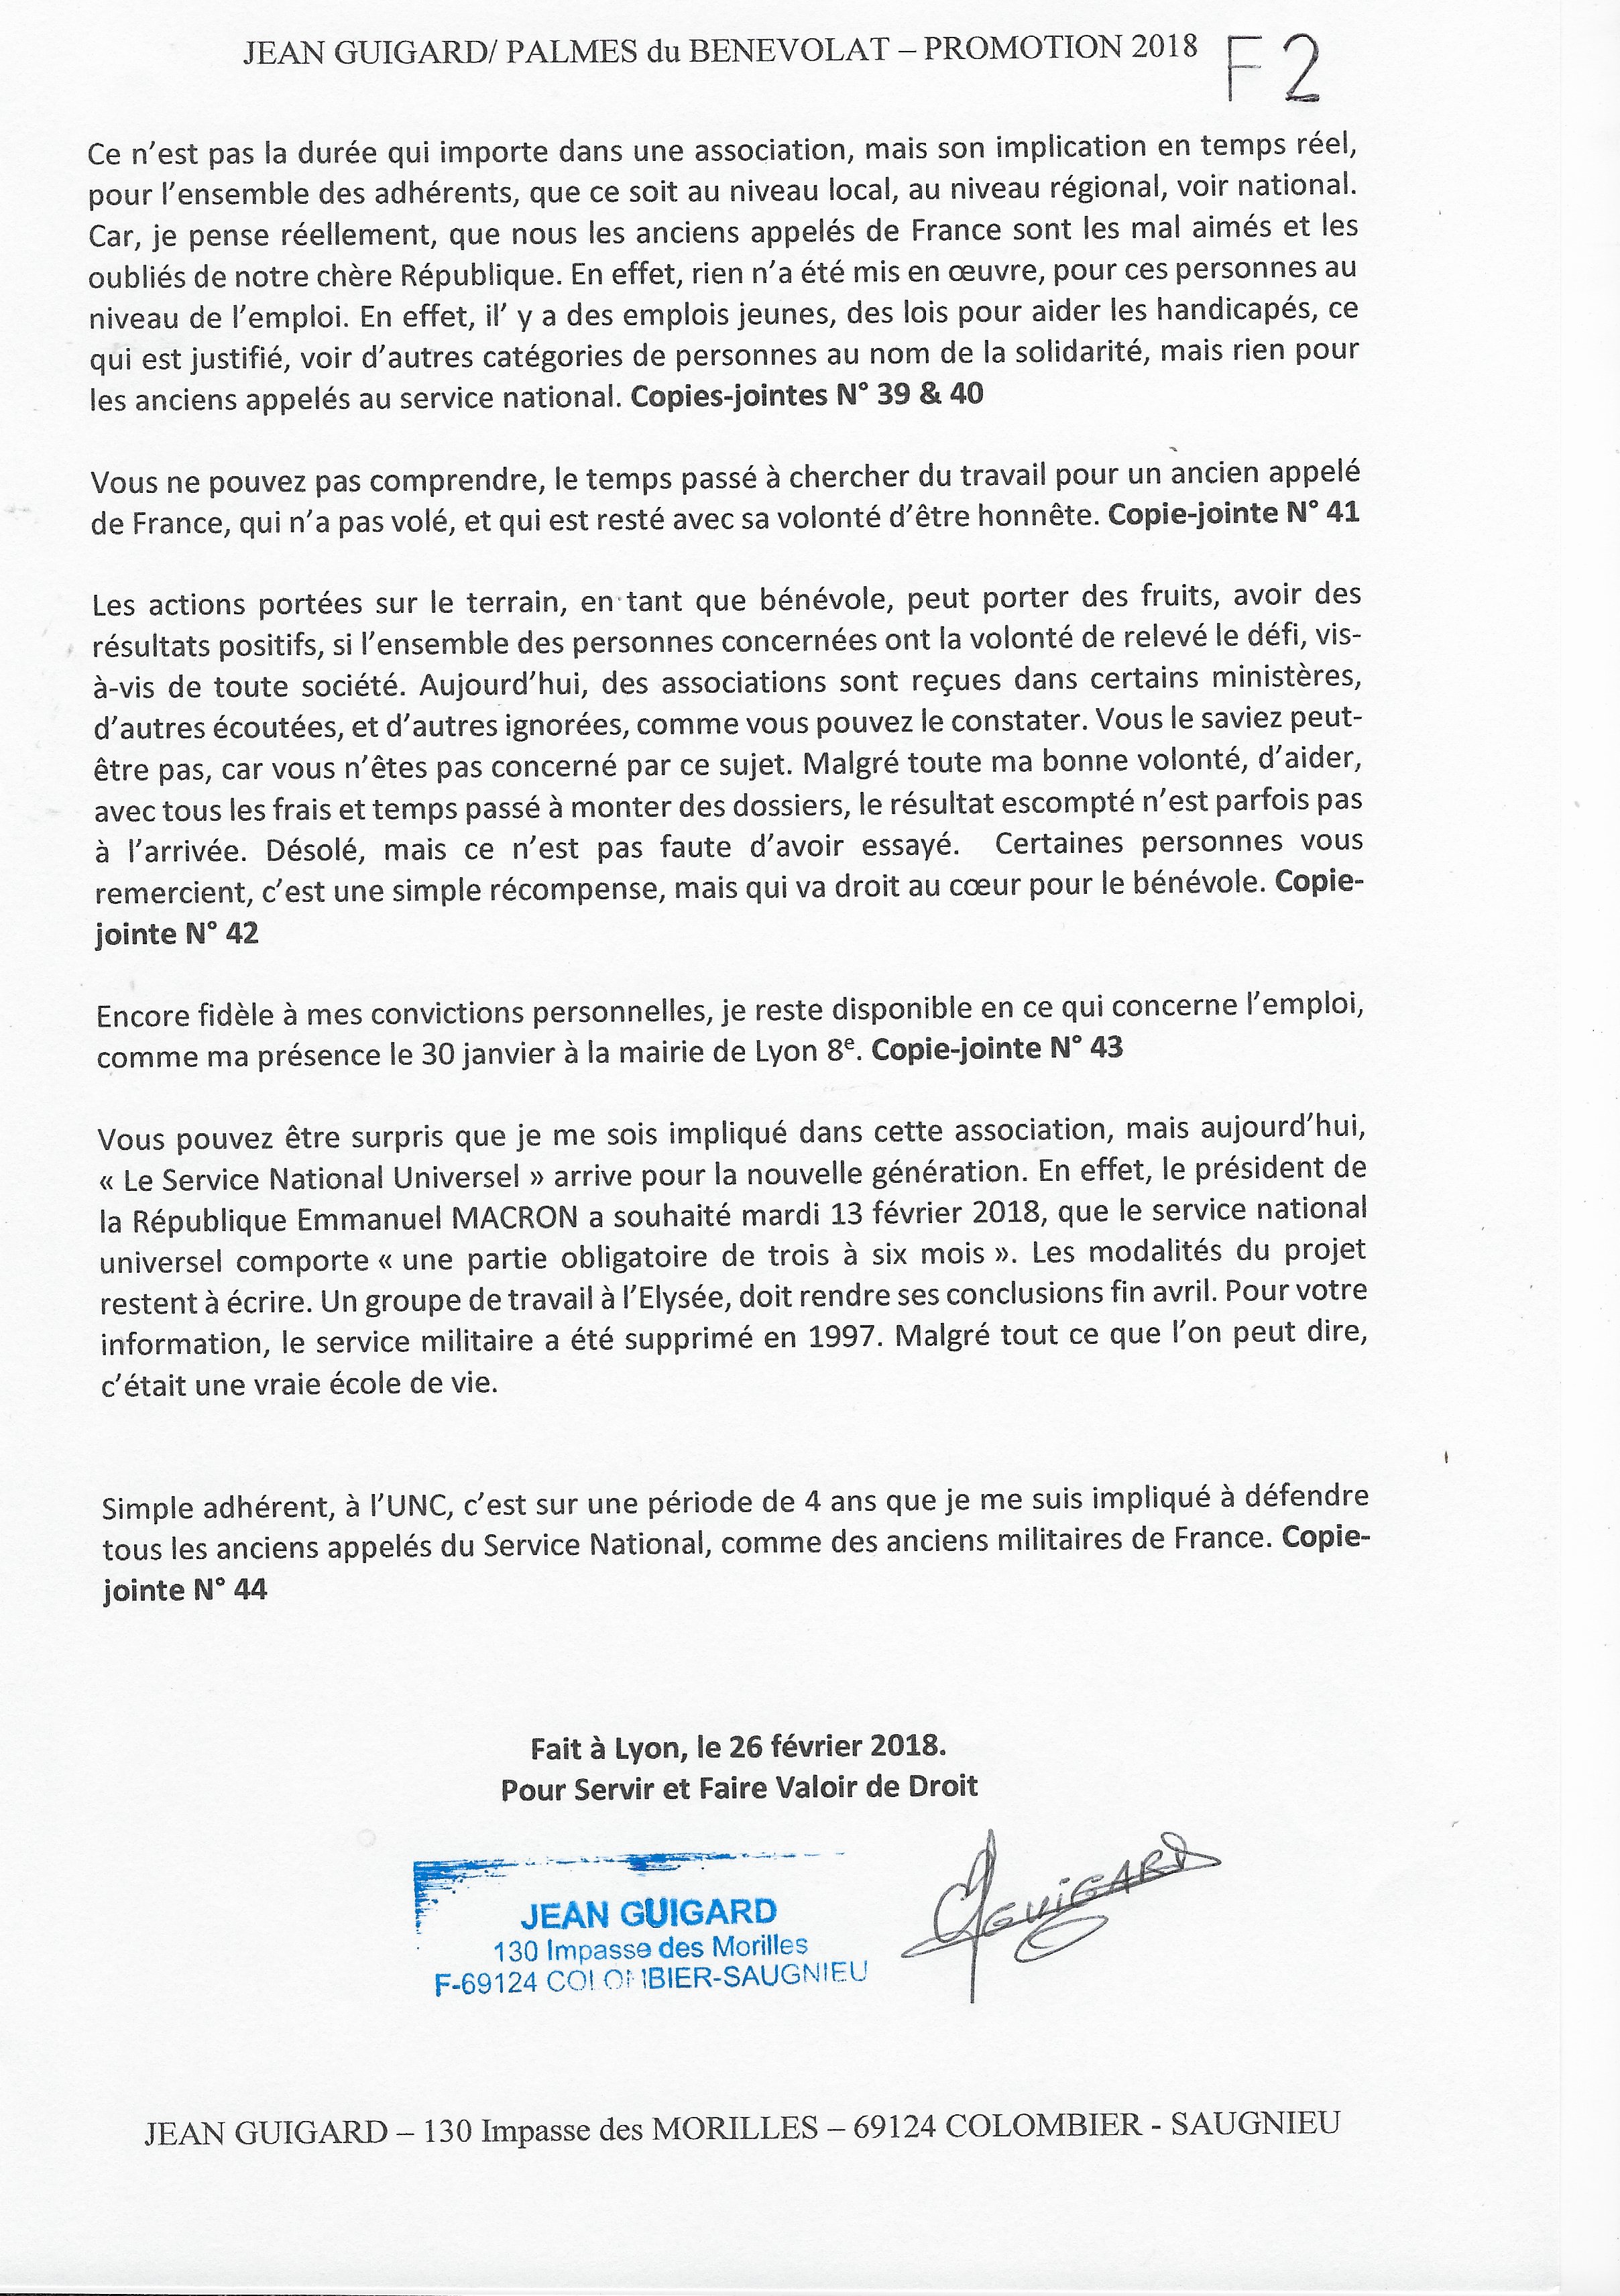 JEAN GUIGARD/ PALMES du BENEVOLAT – PROMOTION 2018 F2
Ce n’est pas la durée qui importe dans une association, mais son implication en temps réel,
pour l’ensemble des adhérents, que ce soit au niveau local, au niveau régional, voir national.
Car, je pense réellement, que nous les anciens appelés de France sont les mal aimés et les
oubliés de notre chère République. En effet, rien n’a été mis en œuvre, pour ces personnes au
niveau de l’emploi. En effet, il’ y a des emplois jeunes, des lois pour aider les handicapés, ce
qui est justifié, voir d’autres catégories de personnes au nom de la solidarité, mais rien pour
les anciens appelés au service national. Copies-jointes N° 39 & 40
Vous ne pouvez pas comprendre, le temps passé à chercher du travail pour un ancien appelé
de France, qui n’a pas volé, et qui est resté avec sa volonté d’être honnête. Copie-jointe N° 41
Les actions portées sur le terrain, en tant que bénévole, peut porter des fruits, avoir des
résultats positifs, si l’ensemble des personnes concernées ont la volonté de relevé le défi, vis-
à-vis de toute société. Aujourd’hui, des associations sont reçues dans certains ministères,
d’autres écoutées, et d’autres ignorées, comme vous pouvez le constater. Vous le saviez peut-
être pas, car vous n’êtes pas concerné par ce sujet. Malgré toute ma bonne volonté, d’aider,
avec tous les frais et temps passé à monter des dossiers, le résultat escompté n’est parfois pas
à l’arrivée. Désolé, mais ce n’est pas faute d’avoir essayé. Certaines personnes vous
remercient, c’est une simple récompense, mais qui va droit au cœur pour le bénévole. Copie-
jointe N° 42
Encore fidèle à mes convictions personnelles, je reste disponible en ce qui concerne l’emploi,
comme ma présence le 30 janvier à la mairie de Lyon 8e. Copie-jointe N° 43
Vous pouvez être surpris que je me sois impliqué dans cette association, mais aujourd’hui,
« Le Service National Universel » arrive pour la nouvelle génération. En effet, le président de
la République Emmanuel MACRON a souhaité mardi 13 février 2018, que le service national
universel comporte « une partie obligatoire de trois à six mois ». Les modalités du projet
restent à écrire. Un groupe de travail à l’Elysée, doit rendre ses conclusions fin avril. Pour votre
information, le service militaire a été supprimé en 1997. Malgré tout ce que l’on peut dire,
c’était une vraie école de vie.
Simple adhérent, à l’UNC, c’est sur une période de 4 ans que je me suis impliqué à défendre
tous les anciens appelés du Service National, comme des anciens militaires de France. Copie-
jointe N° 44
Fait à Lyon, le 26 février 2018.
Pour Servir et Faire Valoir de Droit
JEAN GUIGARD
130 Impasse des Morilles
F-69124 COLOMBIER-SAUGNIEU
GUIGARD
JEAN GUIGARD – 130 Impasse des MORILLES – 69124 COLOMBIER - SAUGNIEU